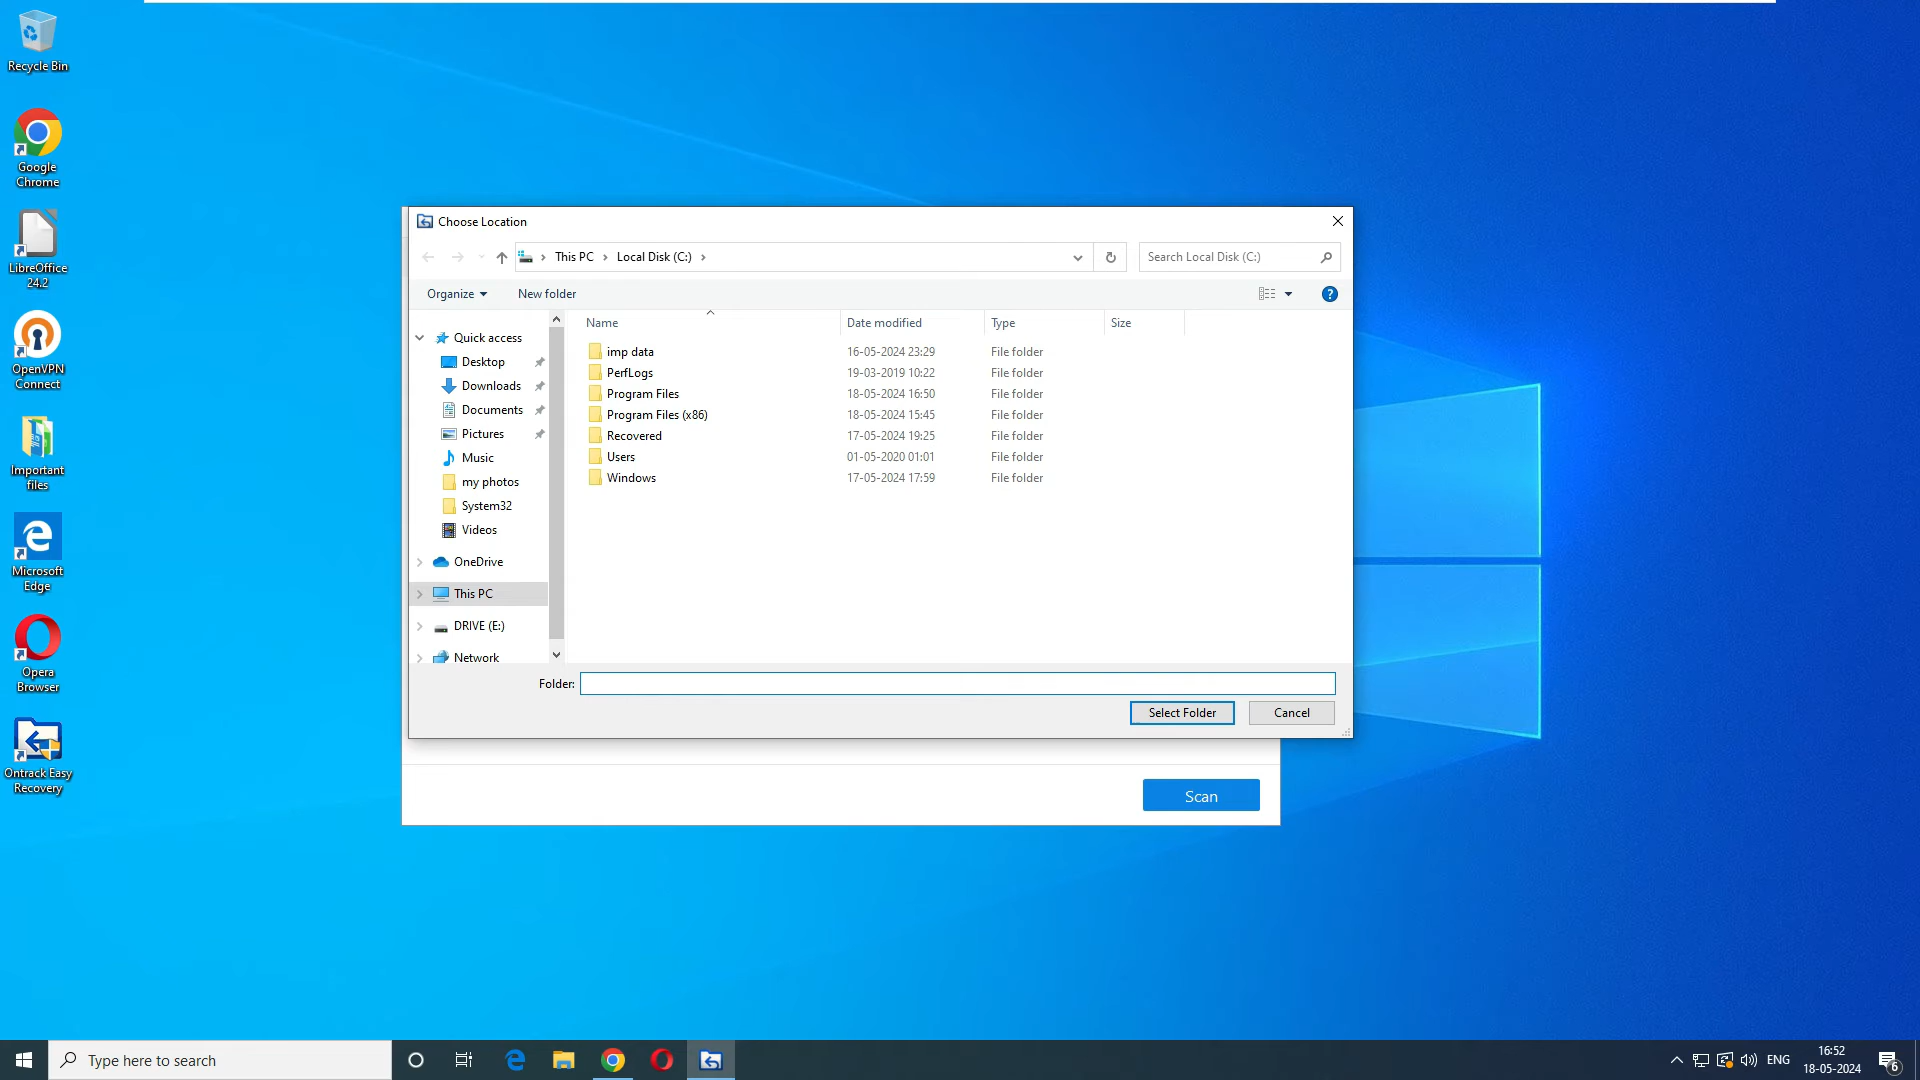 Recycle Bin
Google
Chrome
LibreOffice
24.2
OpenVPN
Connect
Important
files
Microsoft
Edge
Opera
Browser
Ontrack Easy
Recovery
Choose Location
This PC
Local Disk (C:)
Search Local Disk (C:)
Organize
New folder
?
Quick access
Desktop
Downloads
Documents
Pictures
Music
my photos
System32
Videos
OneDrive
This PC
DRIVE (E:)
Network
Name Date modified Type Size
imp data 16-05-2024 23:29 File folder
PerfLogs 19-03-2019 10:22 File folder
Program Files 18-05-2024 16:50 File folder
Program Files (x86) 18-05-2024 15:45 File folder
Recovered 17-05-2024 19:25 File folder
Users 01-05-2020 01:01 File folder
Windows 17-05-2024 17:59 File folder
Folder:
Select Folder
Cancel
Scan
Type here to search
ENG
16:52
18-05-2024
6